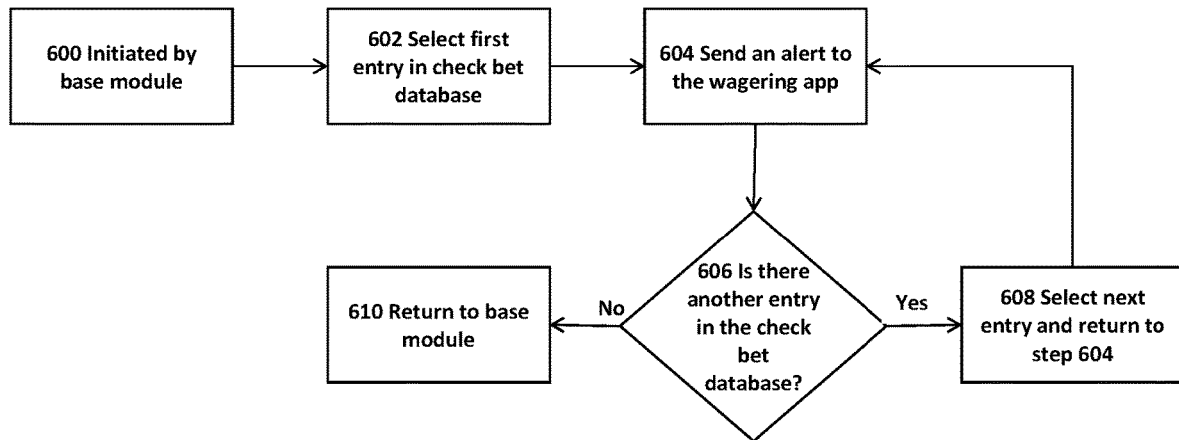 600 Initiated by
base module
602 Select first
entry in check bet
database
604 Send an alert to
the wagering app
606 Is there
another entry
in the check
bet
database?
No
Yes
610 Return to base
module
608 Select next
entry and return to
step 604